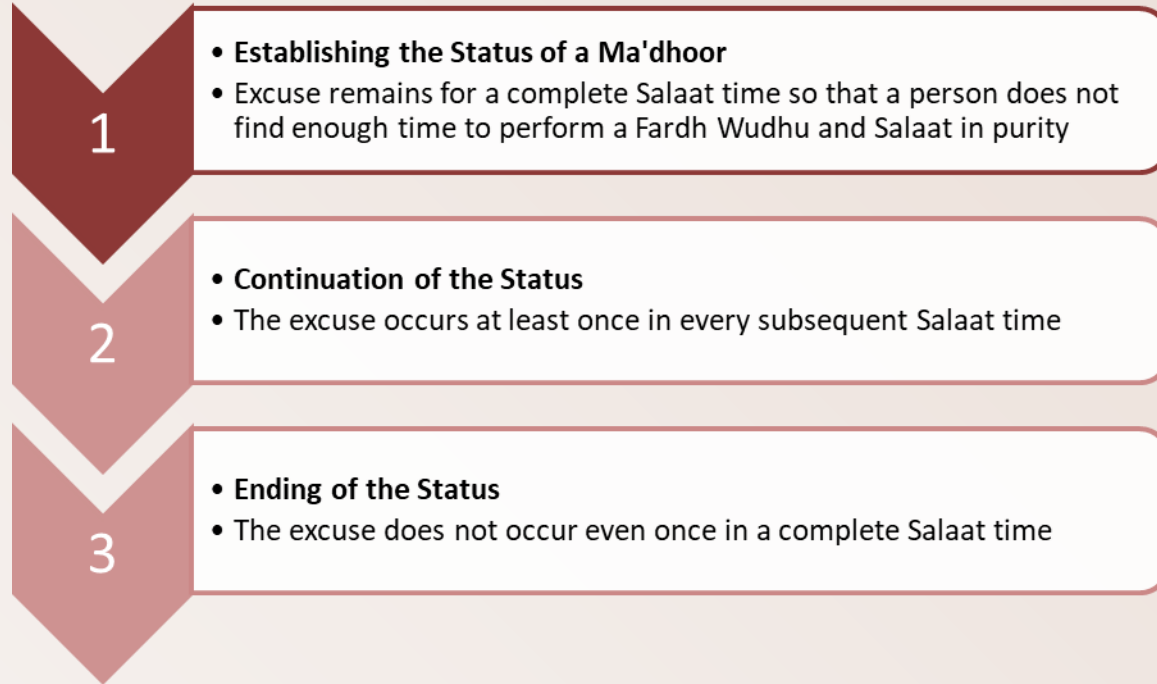 1
• Establishing the Status of a Ma'dhoor
• Excuse remains for a complete Salaat time so that a person does not
find enough time to perform a Fardh Wudhu and Salaat in purity
2
• Continuation of the Status
• The excuse occurs at least once in every subsequent Salaat time
3
• Ending of the Status
• The excuse does not occur even once in a complete Salaat time